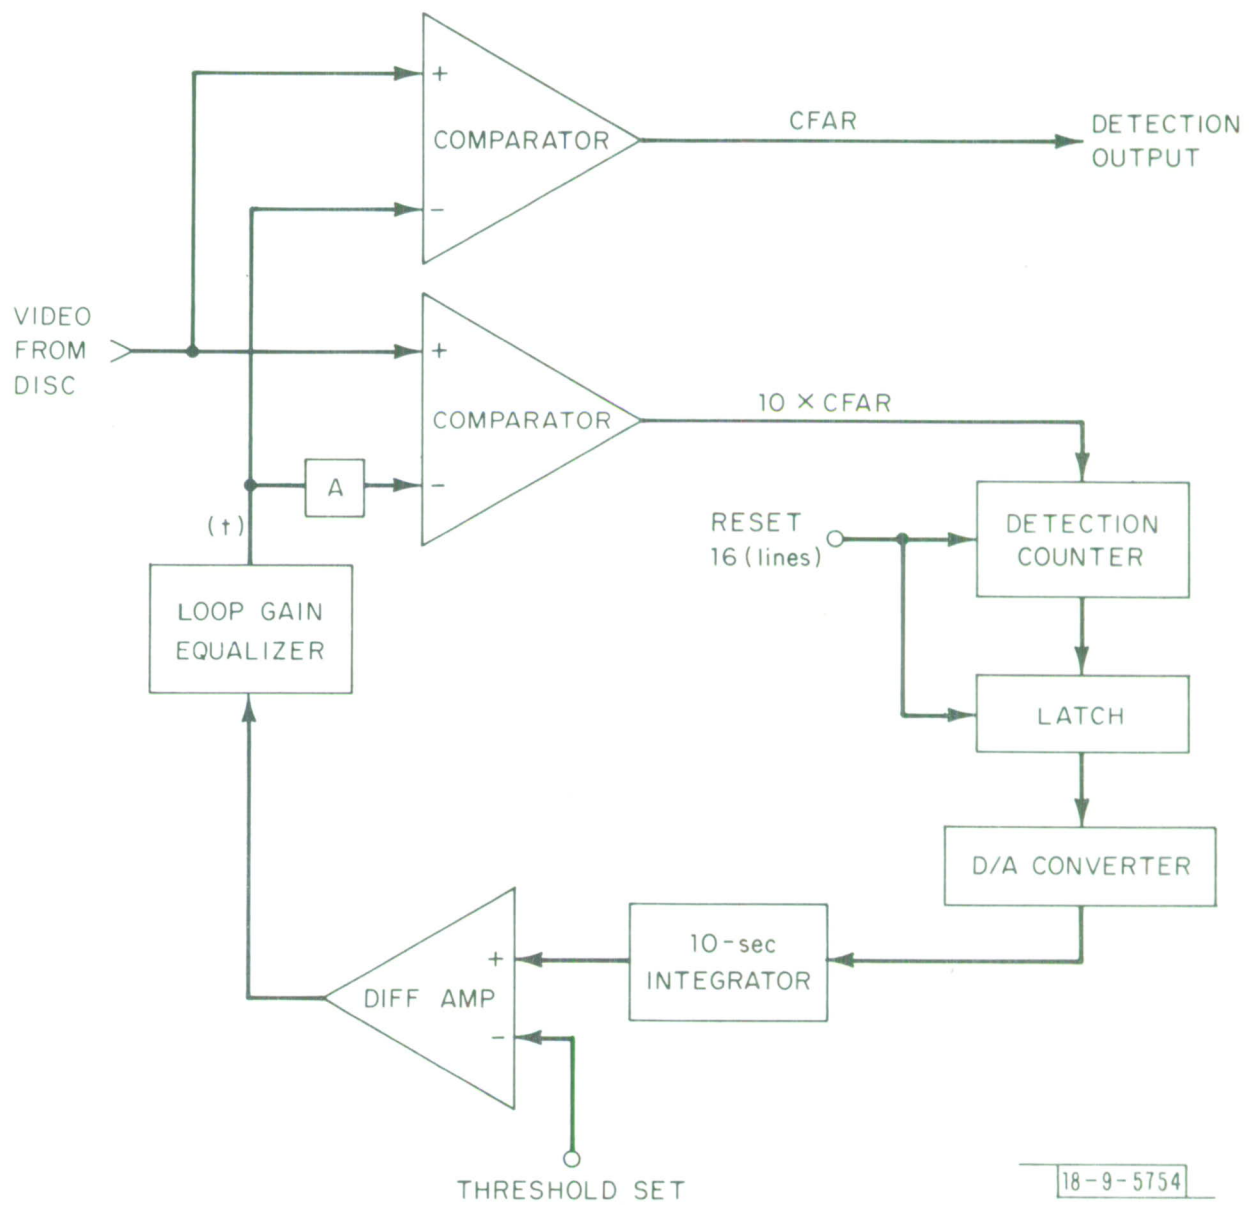 +
COMPARATOR
-
CFAR
DETECTION
OUTPUT
VIDEO
FROM
DISC
+
COMPARATOR
-
10 × CFAR
A
(t)
RESET
16 (lines)
DETECTION
COUNTER
LOOP GAIN
EQUALIZER
LATCH
D/A CONVERTER
10-sec
INTEGRATOR
+
DIFF AMP
-
THRESHOLD SET
18-9-5754